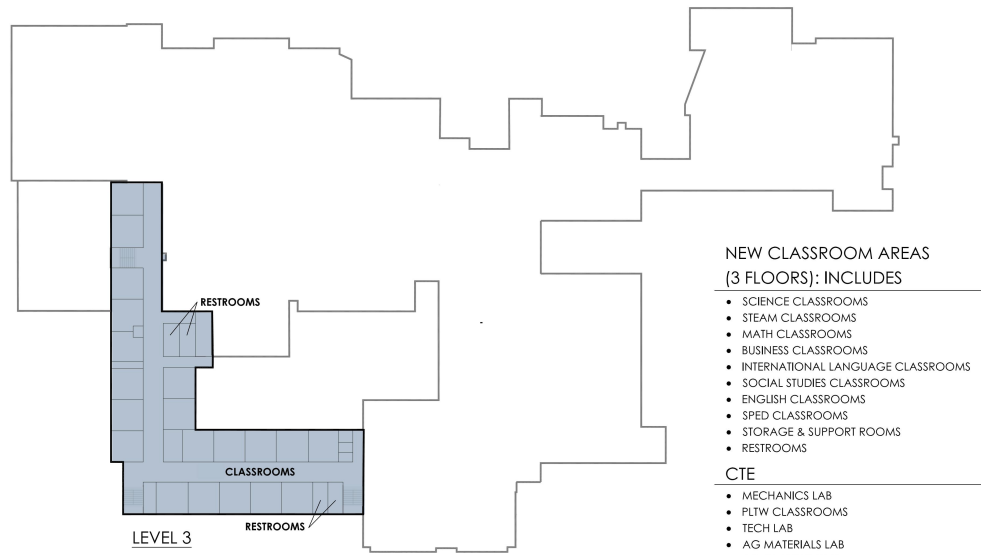 RESTROOMS
CLASSROOMS
RESTROOMS
LEVEL 3
NEW CLASSROOM AREAS
(3 FLOORS): INCLUDES
• SCIENCE CLASSROOMS
• STEAM CLASSROOMS
• MATH CLASSROOMS
• BUSINESS CLASSROOMS
• INTERNATIONAL LANGUAGE CLASSROOMS
• SOCIAL STUDIES CLASSROOMS
• ENGLISH CLASSROOMS
• SPED CLASSROOMS
• STORAGE & SUPPORT ROOMS
• RESTROOMS
CTE
• MECHANICS LAB
• PLTW CLASSROOMS
• TECH LAB
• AG MATERIALS LAB